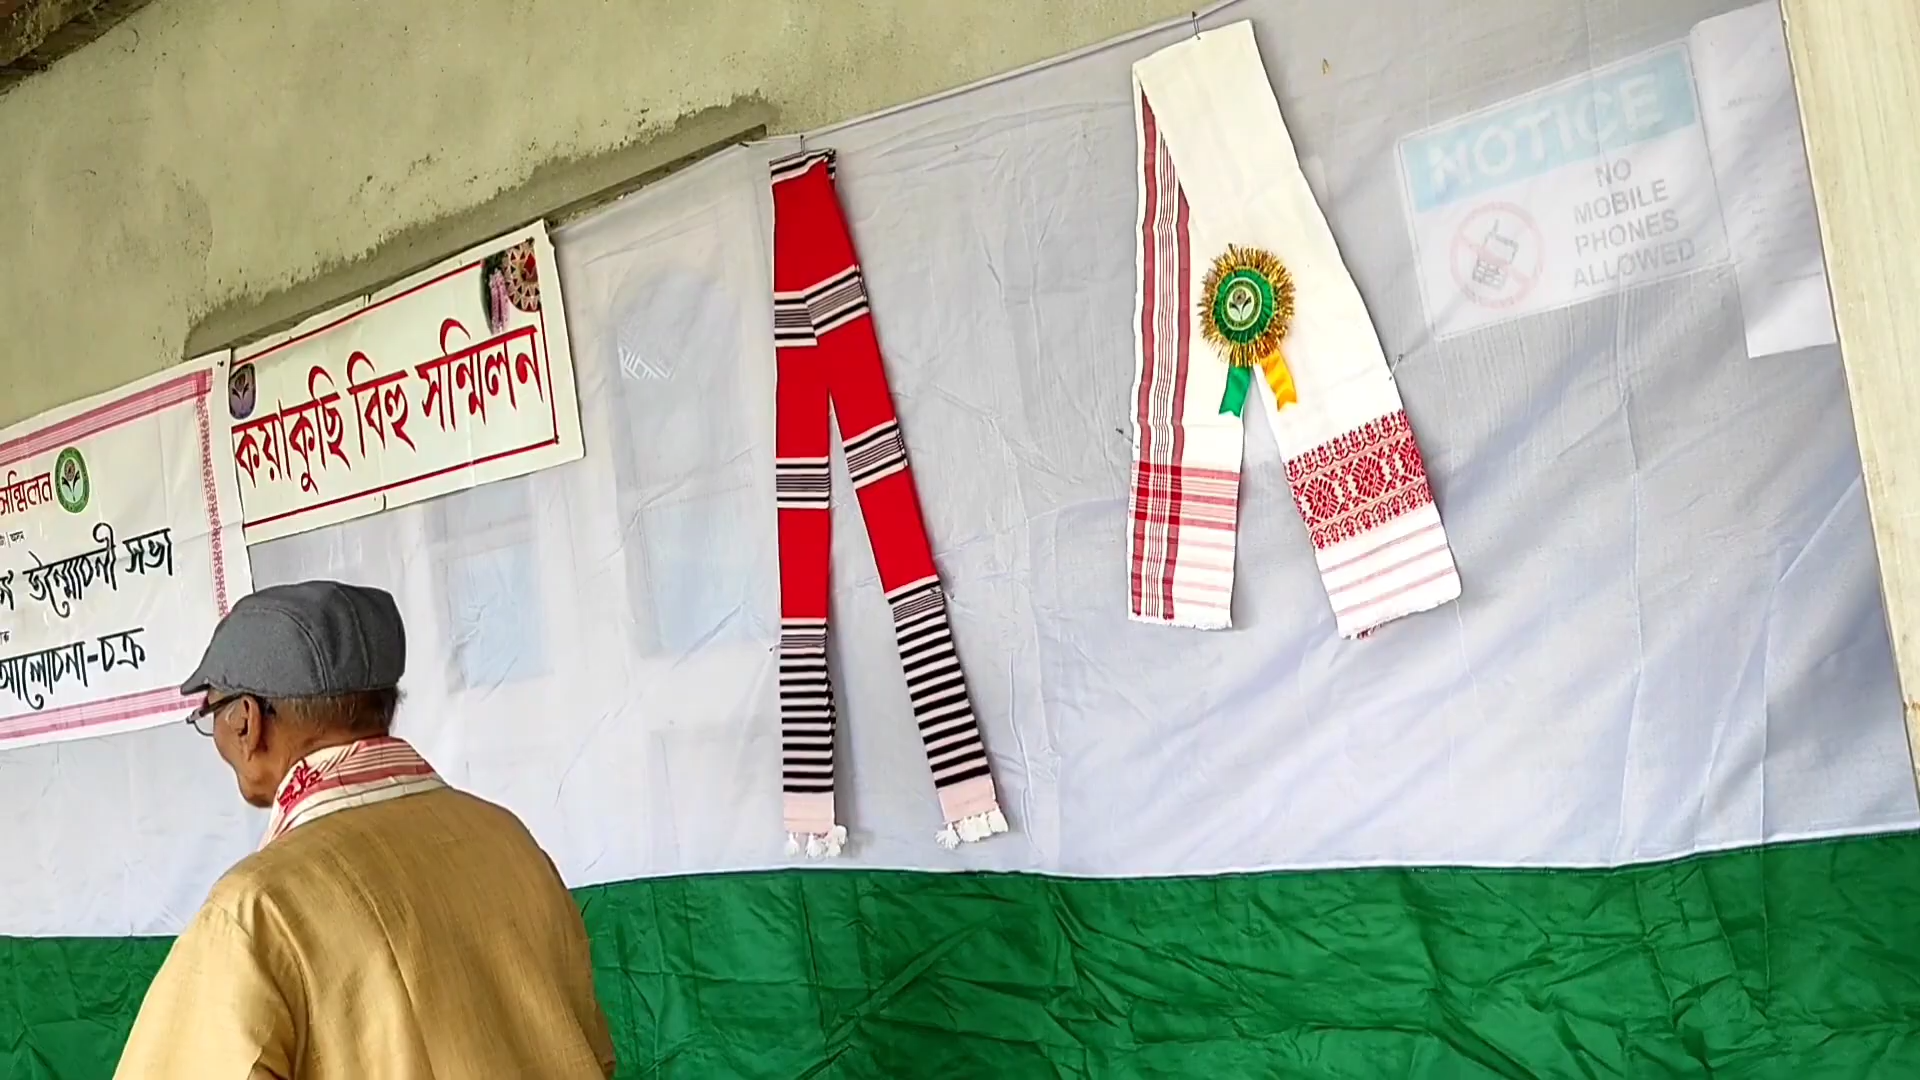 সন্মিলন
উন্মোচনী সভা
আলোচনা-চক্ৰ
কয়াকুছি বিহু সন্মিলন
NOTICE
NO
MOBILE
PHONES
ALLOWED